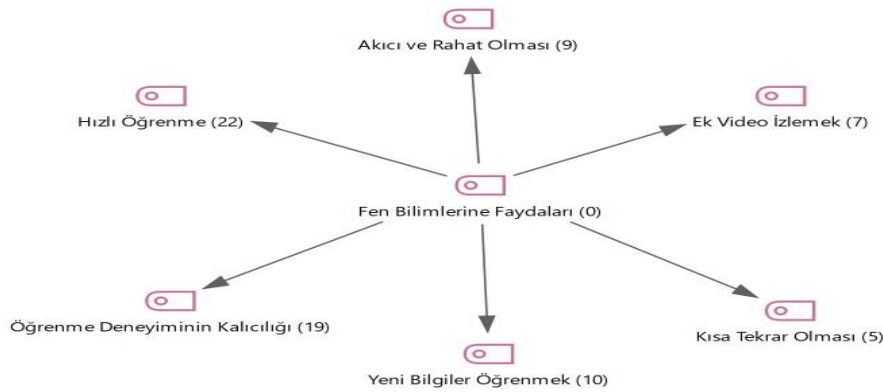 Akıcı ve Rahat Olması (9)
Hızlı Öğrenme (22)
Ek Video İzlemek (7)
Fen Bilimlerine Faydaları (0)
Öğrenme Deneyiminin Kalıcılığı (19)
Kısa Tekrar Olması (5)
Yeni Bilgiler Öğrenmek (10)